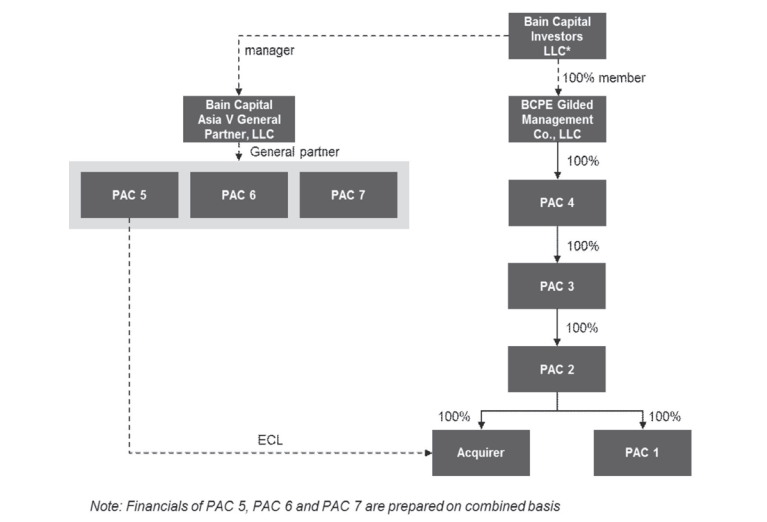 Bain Capital
Investors
LLC*
manager
100% member
Bain Capital
Asia V General
Partner, LLC
BCPE Gilded
Management
Co., LLC
General partner
100%
PAC 5
PAC 6
PAC 7
PAC 4
100%
PAC 3
100%
PAC 2
100%
100%
ECL
Acquirer
PAC 1
Note: Financials of PAC 5, PAC 6 and PAC 7 are prepared on combined basis